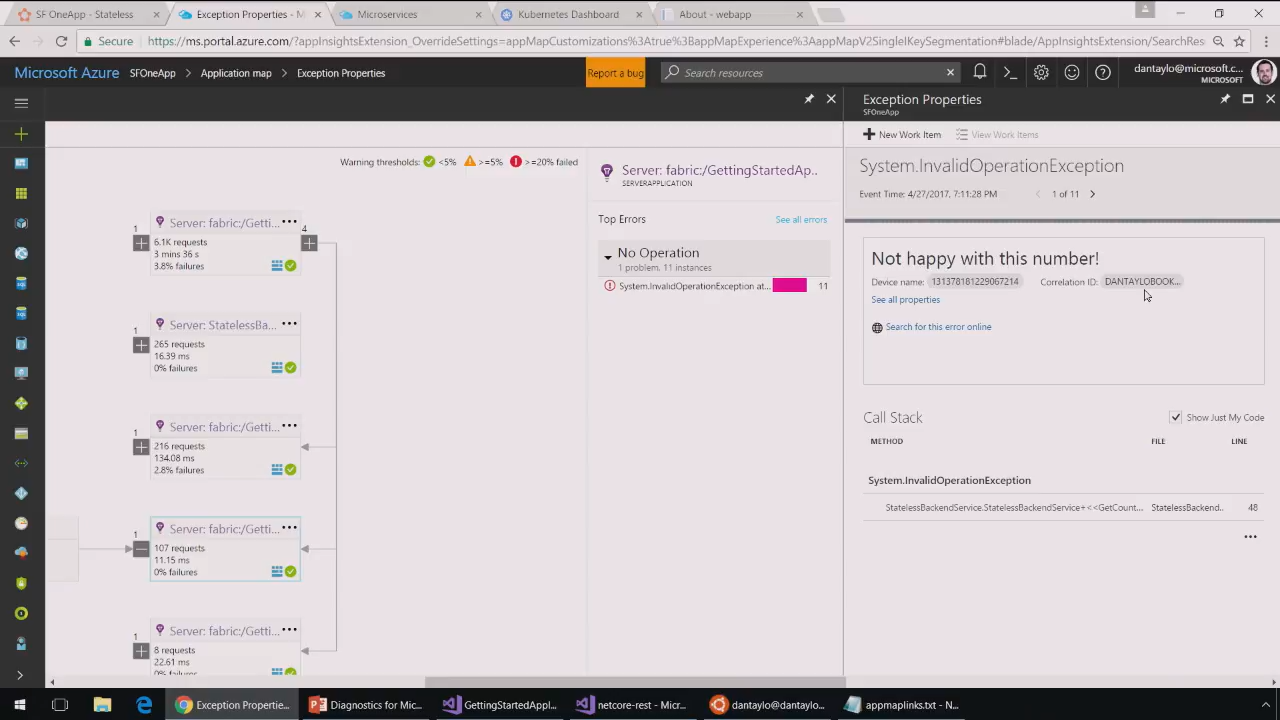 SF OneApp - Stateless
Exception Properties - M
Microservices
Kubernetes Dashboard
About - webapp
Secure
https://ms.portal.azure.com/?appInsightsExtension_OverrideSettings=appMapCustomizations%3Atrue%3BappMapExperience%3AappMapV2SingleIKeySegmentation#blade/AppInsightsExtension/SearchRes
Microsoft Azure SFOneApp > Application map > Exception Properties
Report a bug
Search resources
dantaylo@microsoft.c...
MICROSOFT
Warning thresholds: <5% >=5% >=20% failed
Server: fabric:/Getti...
1
4
6.1K requests
3 mins 36 s
3.8% failures
Server: StatelessBa...
1
265 requests
16.39 ms
0% failures
Server: fabric:/Getti...
1
216 requests
134.08 ms
2.8% failures
Server: fabric:/Getti...
1
107 requests
11.15 ms
0% failures
Server: fabric:/Getti...
1
8 requests
22.61 ms
0% failures
Server: fabric:/GettingStartedAp..
SERVERAPPLICATION
Top Errors
See all errors
No Operation
1 problem, 11 instances
System.InvalidOperationException at... 11
Exception Properties
SFOneApp
New Work Item
View Work Items
System.InvalidOperationException
Event Time: 4/27/2017, 7:11:28 PM
1 of 11
Not happy with this number!
Device name: 131378181229067214 Correlation ID: DANTAYLOBOOK...
See all properties
Search for this error online
Call Stack
Show Just My Code
METHOD FILE LINE
System.InvalidOperationException
StatelessBackendService.StatelessBackendService+<<GetCount... StatelessBackend.. 48
Exception Properties...
Diagnostics for Mic...
GettingStartedAppl...
netcore-rest - Micr...
dantaylo@dantaylo...
appmaplinks.txt - N...